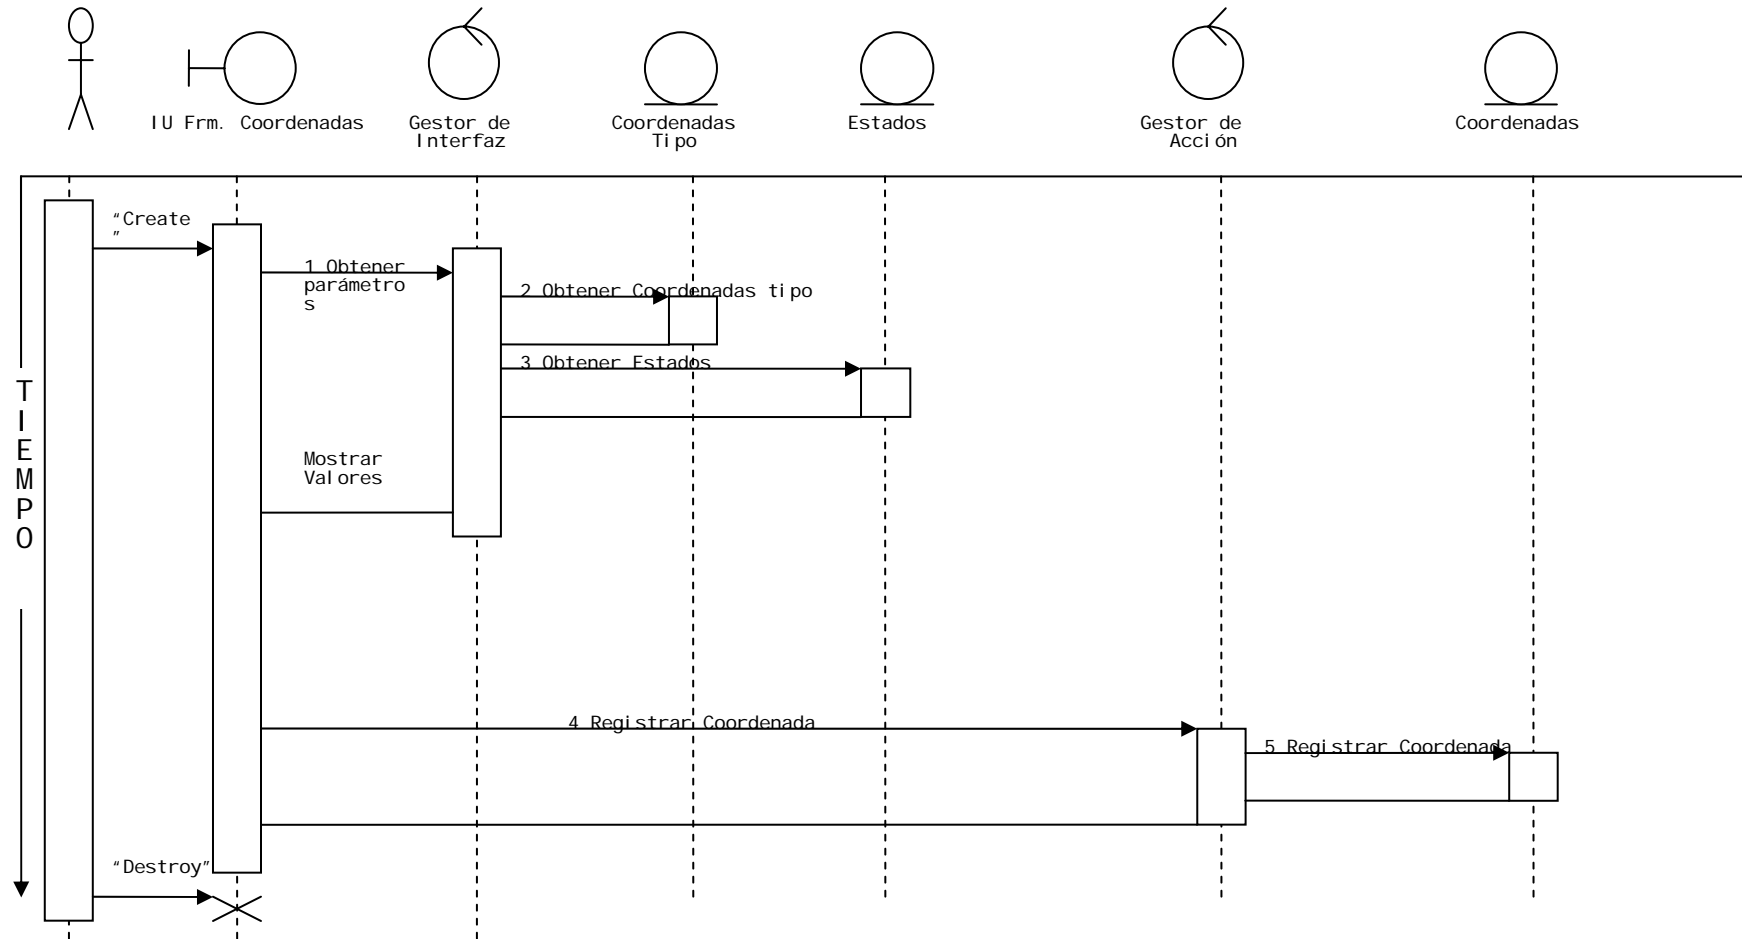 IU Frm. Coordenadas
Gestor de
Interfaz
Coordenadas
Tipo
Estados
Gestor de
Acción
Coordenadas
“Create
”
1 Obtener
parámetro
s
2 Obtener Coordenadas tipo
3 Obtener Estados
TIEMPO
Mostrar
Valores
4 Registrar Coordenada
5 Registrar Coordenada
“Destroy”